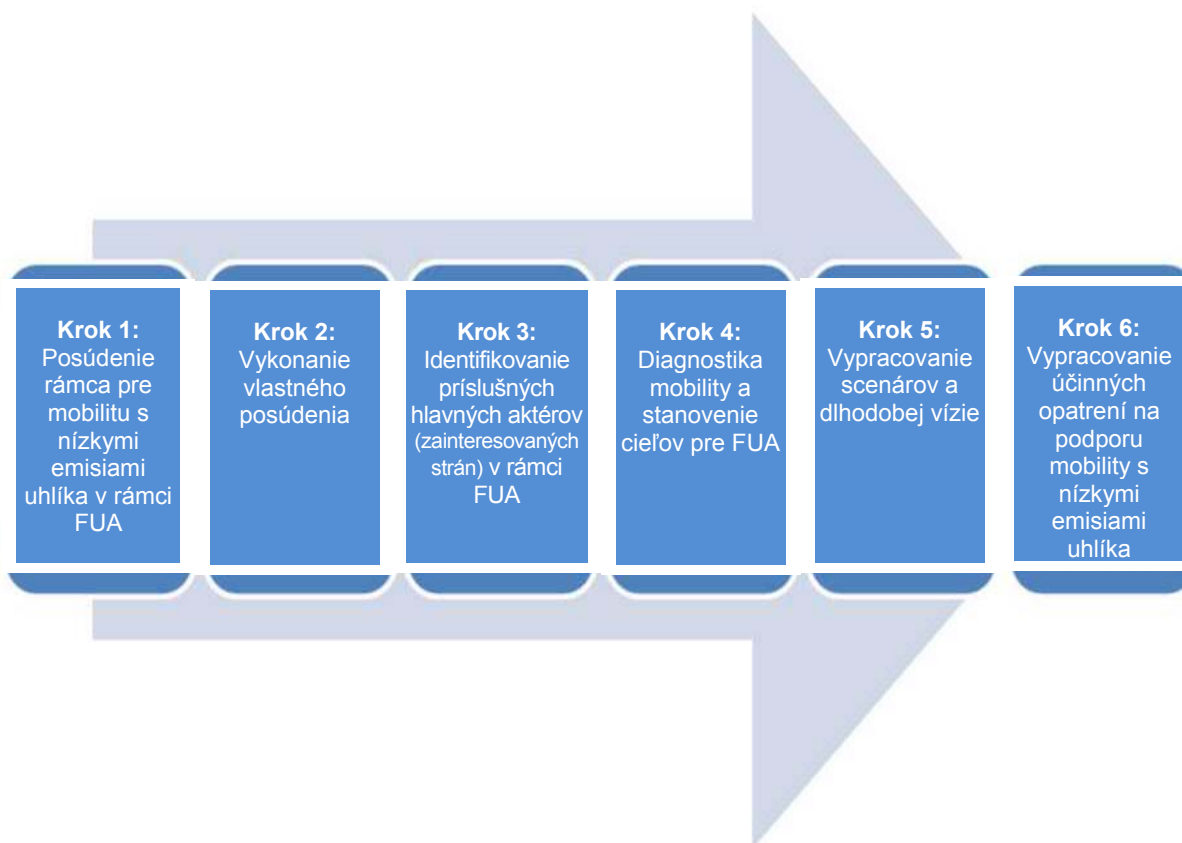 Krok 1:
Posúdenie
rámca pre
mobilitu s
nízkymi
emisiami
uhlíka v rámci
FUA
Krok 2:
Vykonanie
vlastného
posúdenia
Krok 3:
Identifikovanie
príslušných
hlavných aktérov
(zainteresovaných
strán) v rámci
FUA
Krok 4:
Diagnostika
mobility a
stanovenie
cieľov pre FUA
Krok 5:
Vypracovanie
scenárov a
dlhodobej vízie
Krok 6:
Vypracovanie
účinných
opatrení na
podporu
mobility s
nízkymi
emisiami
uhlíka